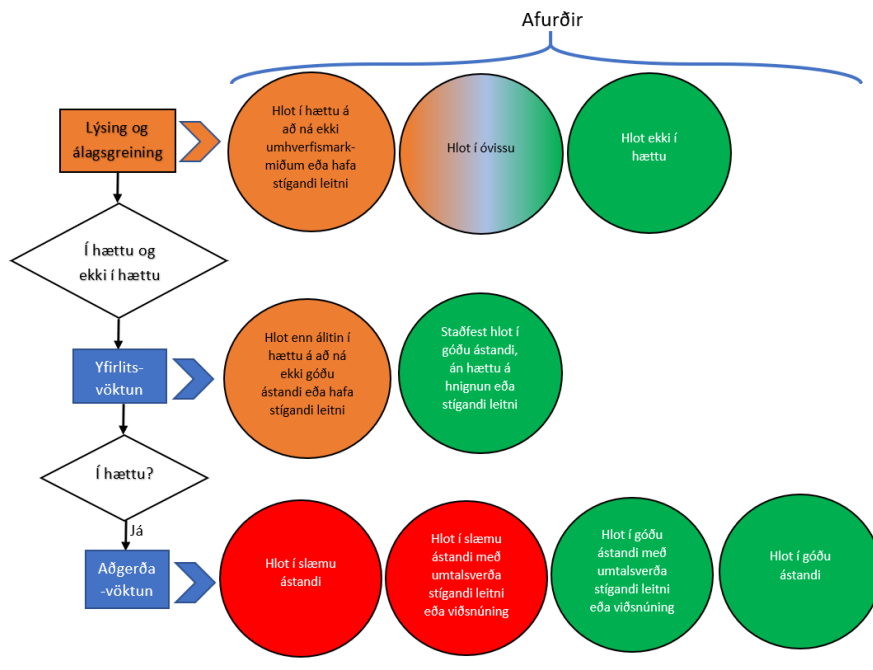 Afurðir
Lýsing og
álagsgreining
Hlot í hættu á
að ná ekki
umhverfismark-
miðum eða hafa
stígandi leitni
Hlot í óvissu
Hlot ekki í
hættu
Í hættu og
ekki í hættu
Yfirlits-
vöktun
Hlot enn álitin í
hættu á að ná
ekki góðu
ástandi eða hafa
stígandi leitni
Staðfest hlot í
góðu ástandi,
án hættu á
hnignun eða
stígandi leitni
Í hættu?
Já
Aðgerða
-vöktun
Hlot í slæmu
ástandi
Hlot í slæmu
ástandi með
umtalsverða
stígandi leitni
eða viðsnúning
Hlot í góðu
ástandi með
umtalsverða
stígandi leitni
eða viðsnúning
Hlot í góðu
ástandi